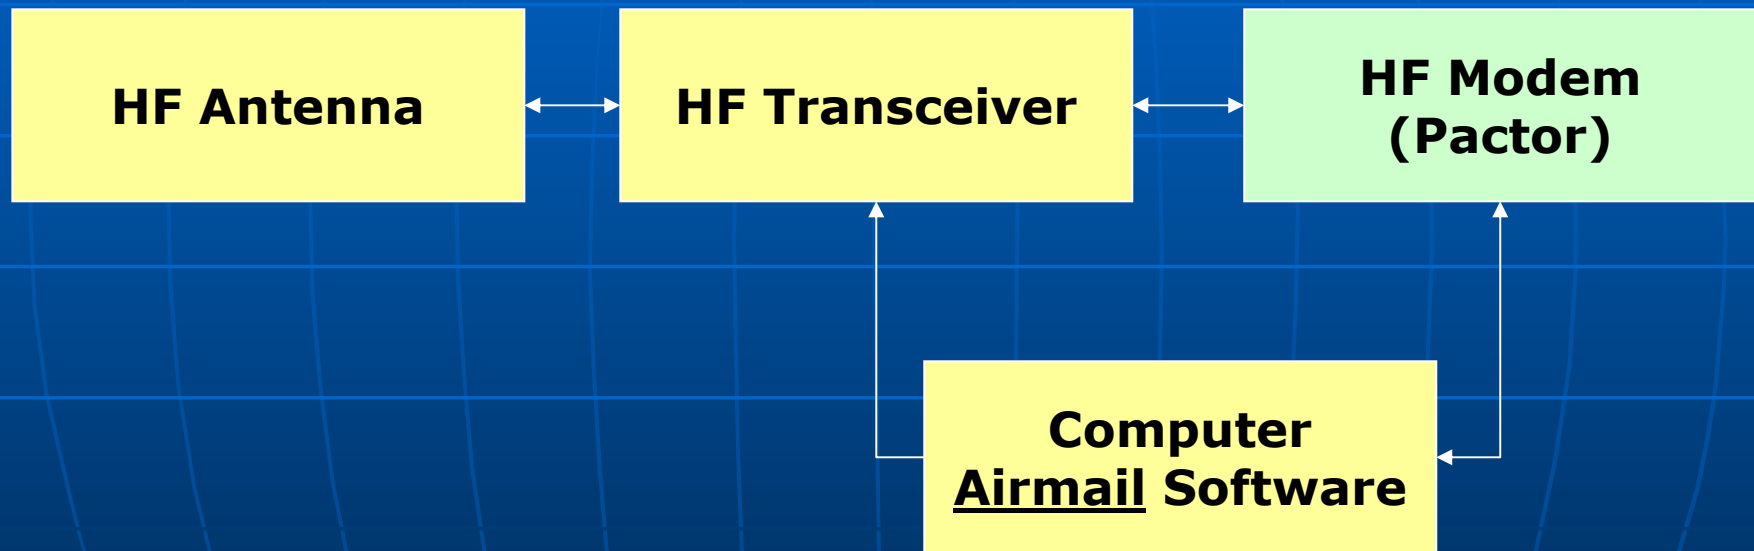 HF Antenna
HF Transceiver
HF Modem
(Pactor)
Computer
Airmail Software